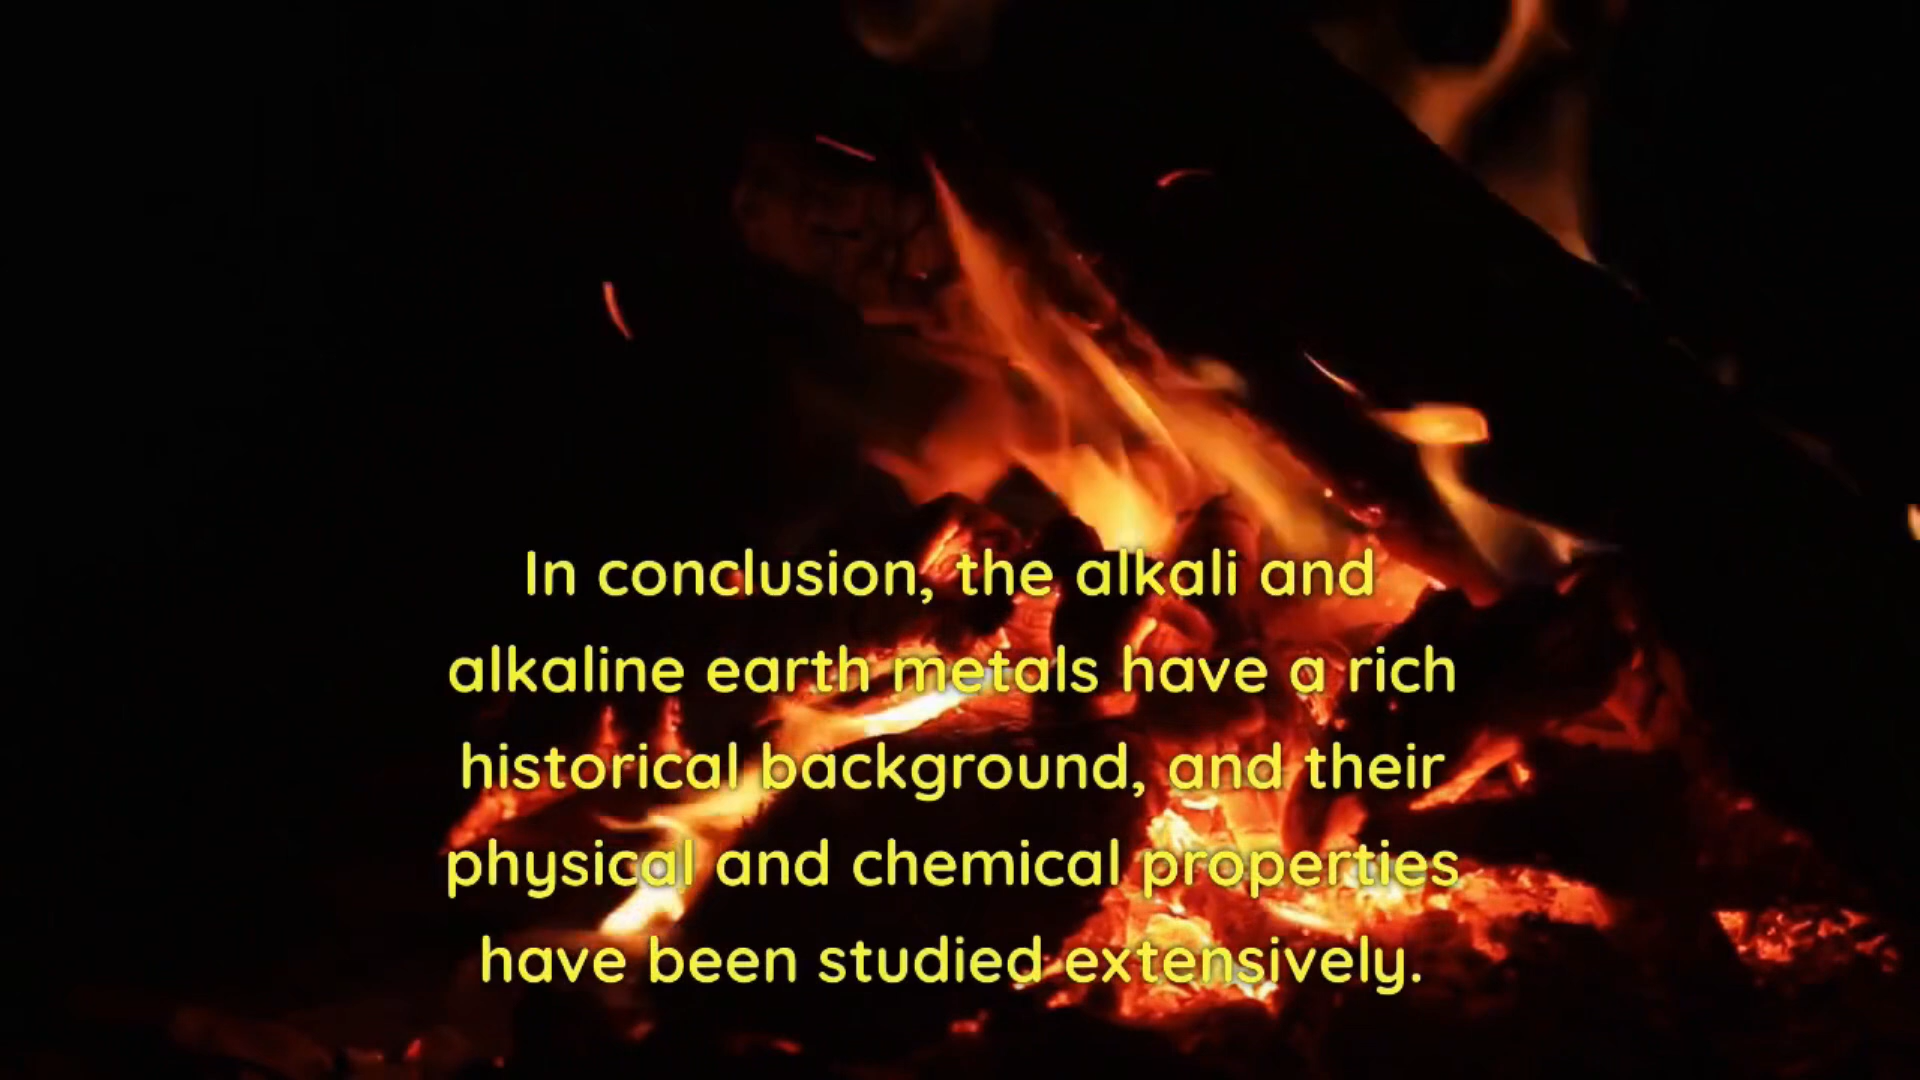 In conclusion, the alkali and
alkaline earth metals have a rich
historical background, and their
physical and chemical properties
have been studied extensively.